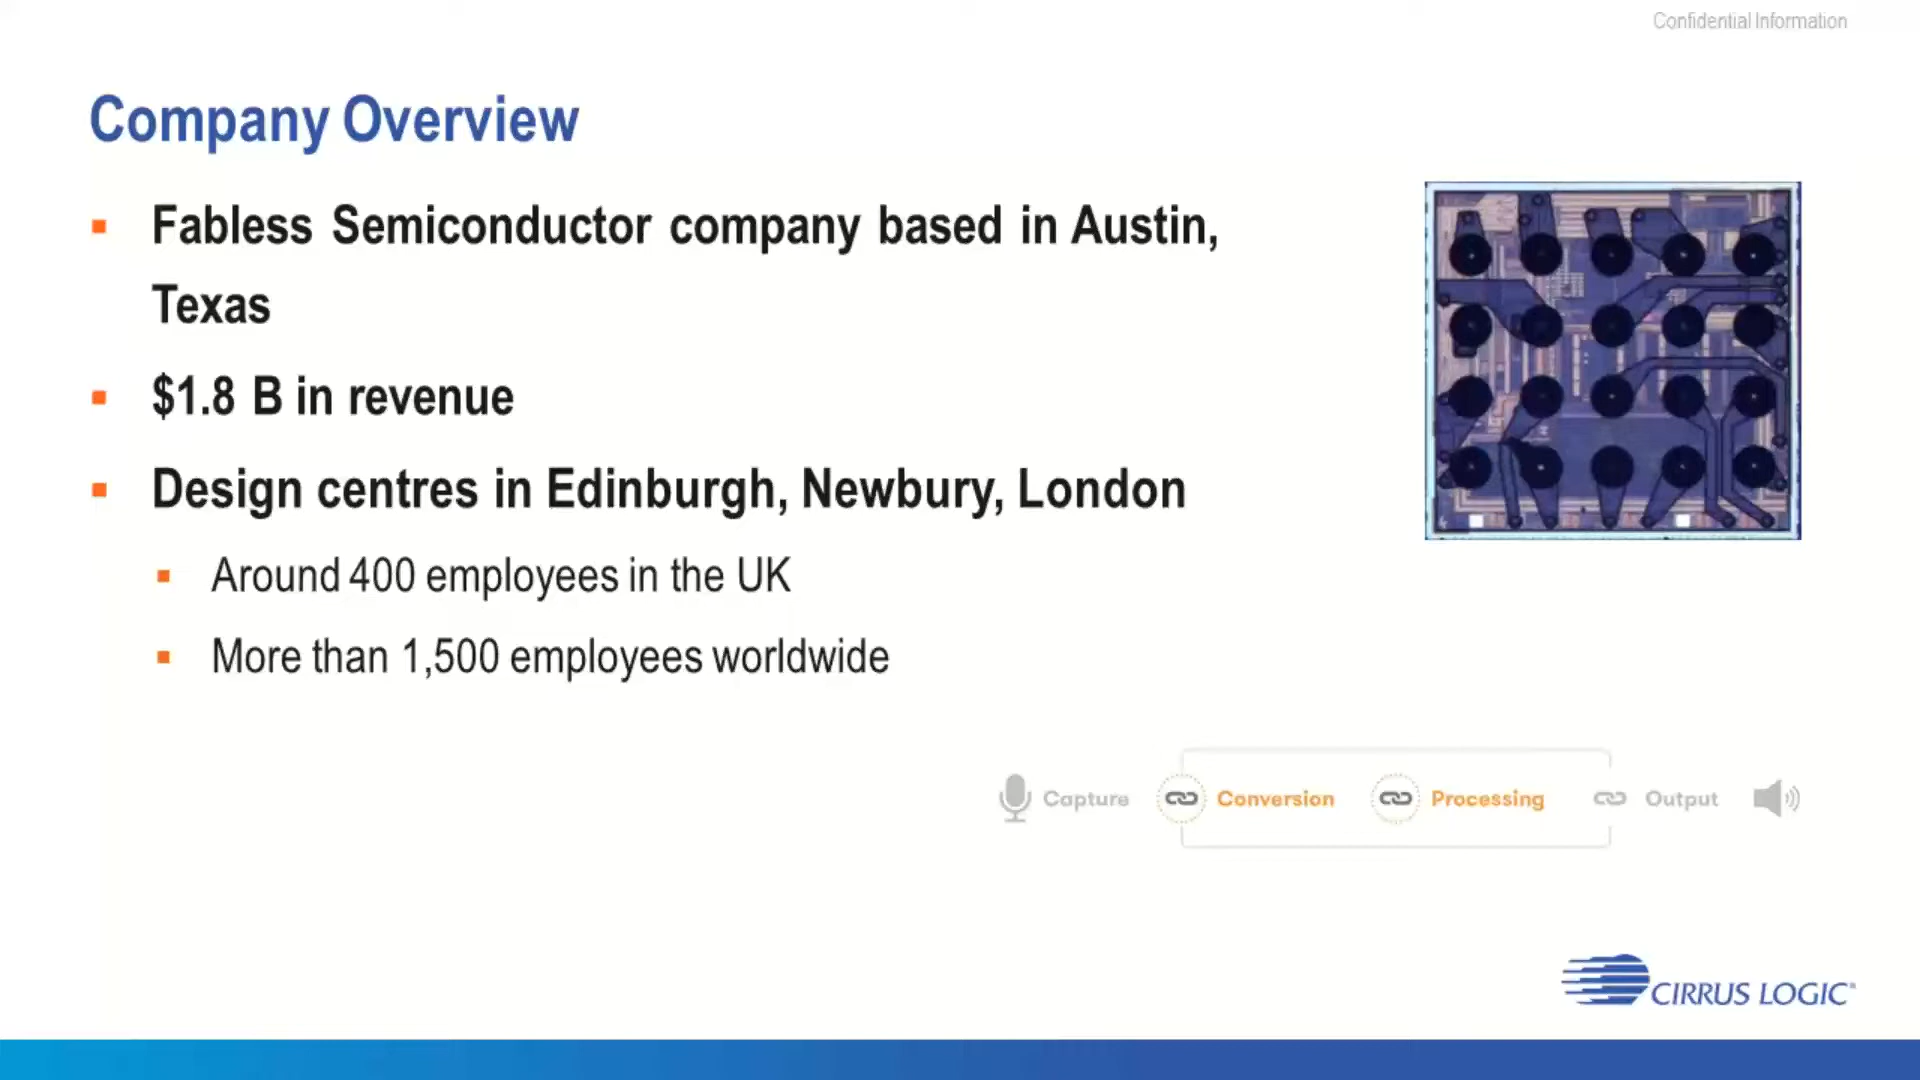 Confidential Information
Company Overview
Fabless Semiconductor company based in Austin,
Texas
$1.8 B in revenue
Design centres in Edinburgh, Newbury, London
Around 400 employees in the UK
More than 1,500 employees worldwide
Capture Conversion Processing Output
CIRRUS LOGIC